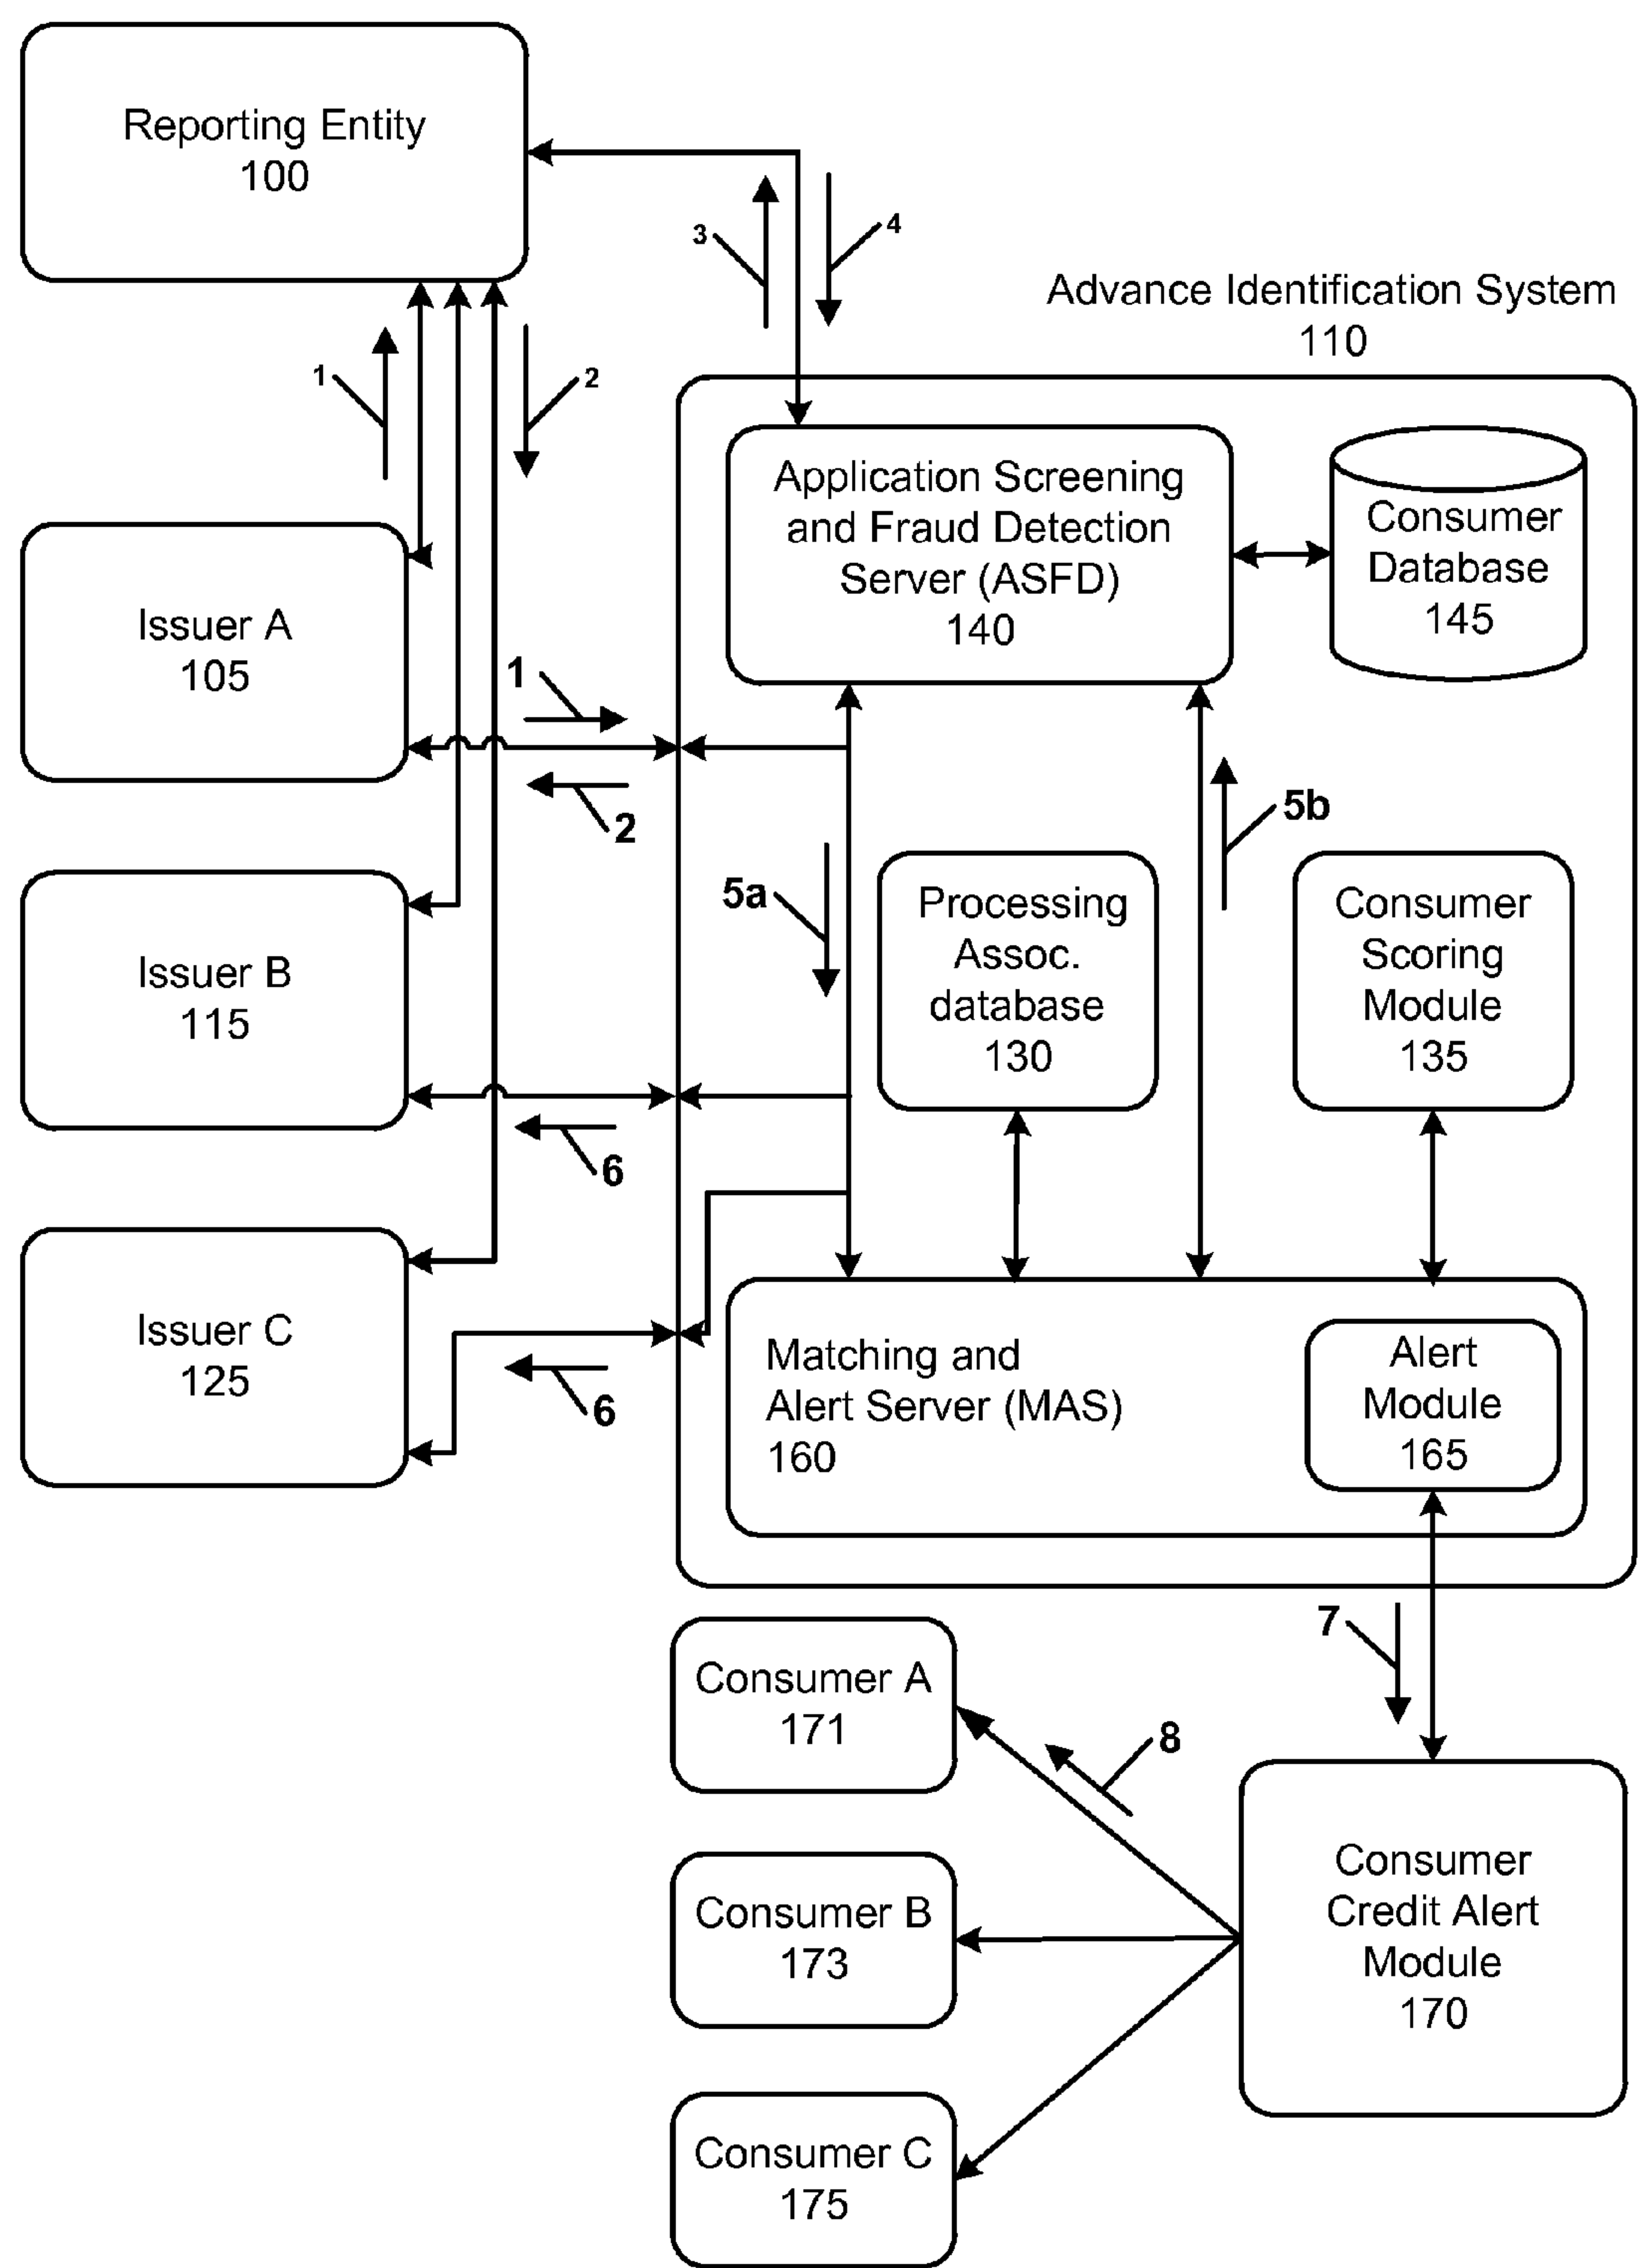 Reporting Entity
100
3
4
Advance Identification System
110
1
2
Application Screening
and Fraud Detection
Server (ASFD)
140
Consumer
Database
145
Issuer A
105
1
2
5b
5a
Processing
Assoc.
database
130
Consumer
Scoring
Module
135
Issuer B
115
6
Issuer C
125
6
Matching and
Alert Server (MAS)
160
Alert
Module
165
7
Consumer A
171
8
Consumer B
173
Consumer
Credit Alert
Module
170
Consumer C
175